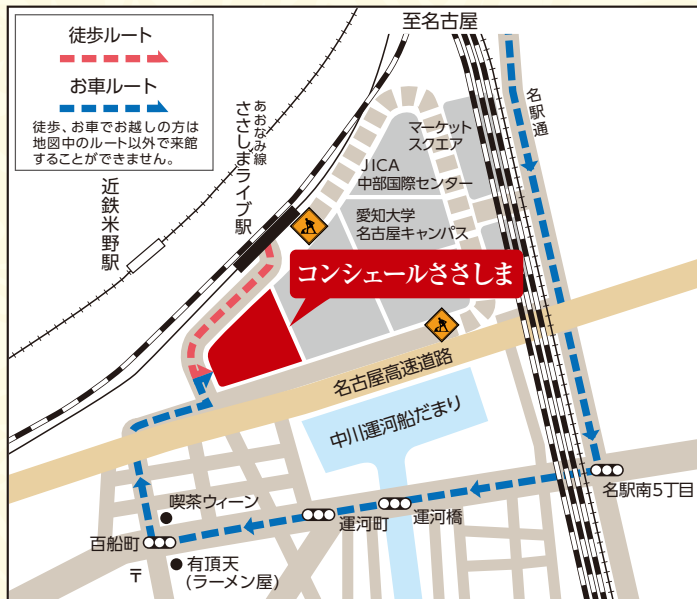 徒歩ルート
お車ルート
徒歩、お車でお越しの方は
地図中のルート以外で来館
することができません。
至名古屋
名駅通
マーケット
スクエア
JICA
中部国際センター
愛知大学
名古屋キャンパス
あおなみ線
ささしまライブ駅
近鉄米野駅
コンシェールささしま
名古屋高速道路
中川運河船だまり
名駅南5丁目
運河橋
運河町
喫茶ウィーン
百船町
〒
有頂天
(ラーメン屋)